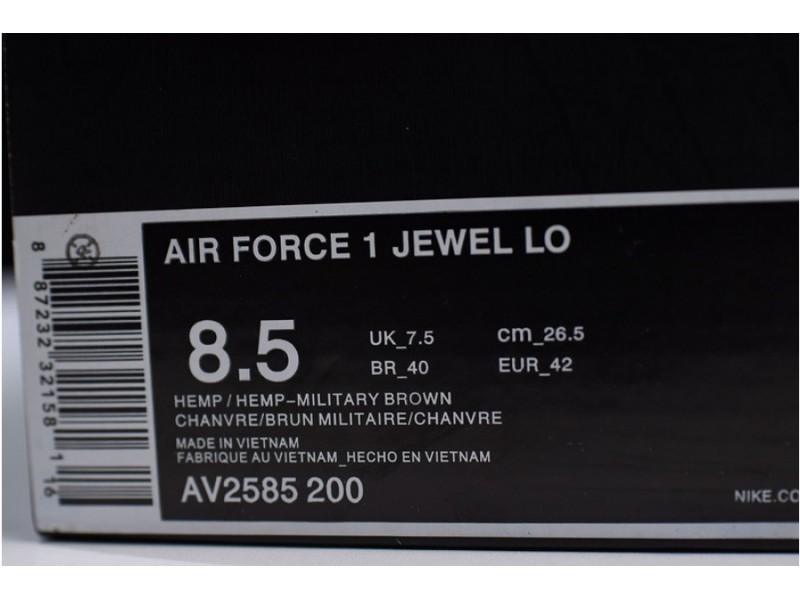 AIR FORCE 1 JEWEL LO
8.5
UK_7.5
cm_26.5
BR_40
EUR_42
HEMP / HEMP-MILITARY BROWN
CHANVRE/BRUN MILITAIRE/CHANVRE
MADE IN VIETNAM
FABRIQUE AU VIETNAM_HECHO EN VIETNAM
AV2585 200
NIKE.CO
8 87232 32158 1 16